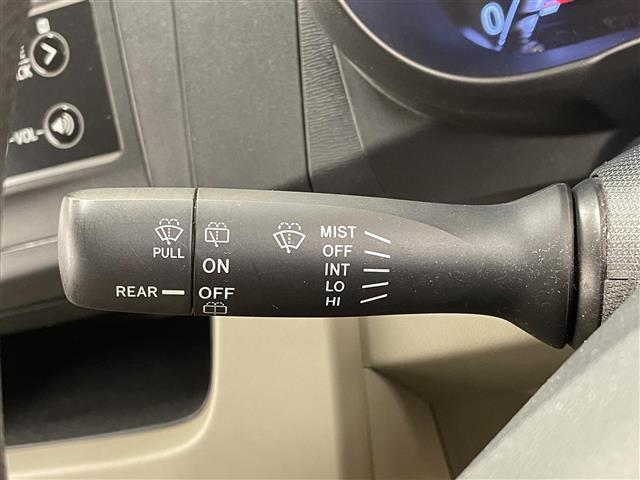 -VOL-
MIST
OFF
INT
LO
HI
PULL
ON
REAR
OFF